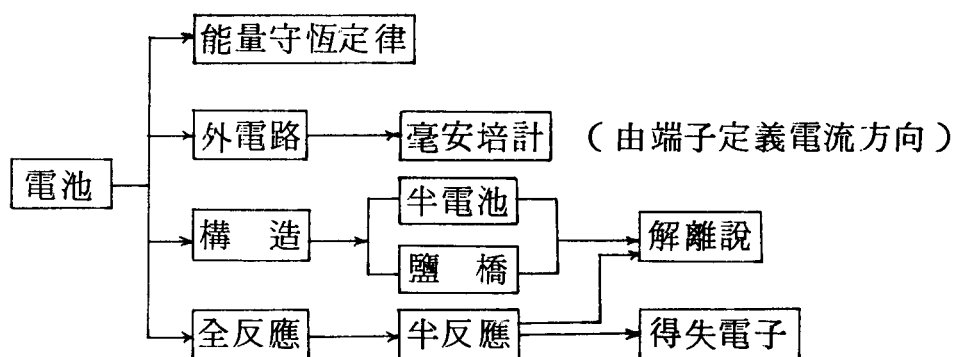 能量守恆定律
外電路 毫安培計 (由端子定義電流方向)
電池
半電池
構 造 解離說
鹽 橋
全反應 半反應 得失電子